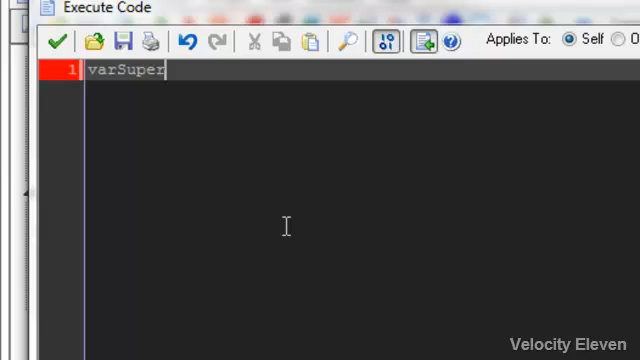 Execute Code
Applies To: Self O
1 varSuper
Velocity Eleven